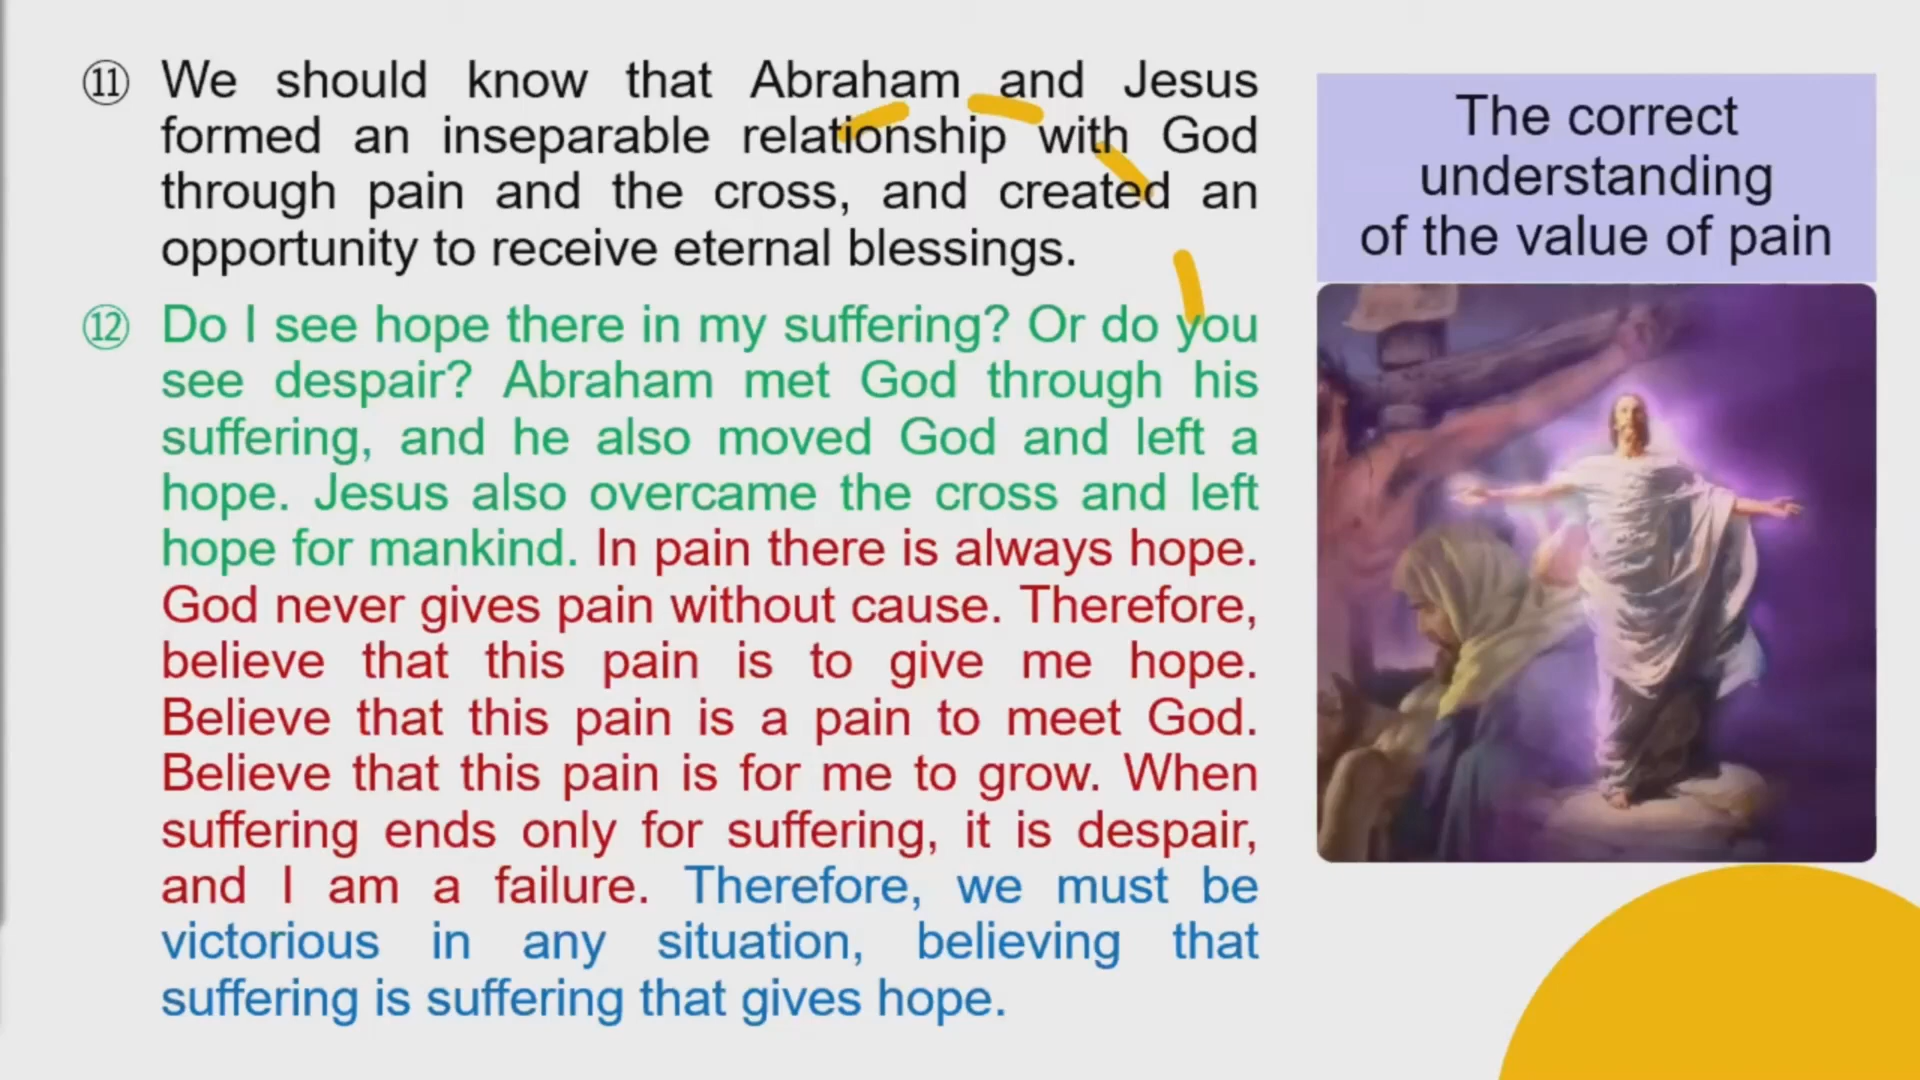 ⑪ We should know that Abraham and Jesus
formed an inseparable relationship with God
through pain and the cross, and created an
opportunity to receive eternal blessings.
⑫ Do I see hope there in my suffering? Or do you
see despair? Abraham met God through his
suffering, and he also moved God and left a
hope. Jesus also overcame the cross and left
hope for mankind. In pain there is always hope.
God never gives pain without cause. Therefore,
believe that this pain is to give me hope.
Believe that this pain is a pain to meet God.
Believe that this pain is for me to grow. When
suffering ends only for suffering, it is despair,
and I am a failure. Therefore, we must be
victorious in any situation, believing that
suffering is suffering that gives hope.
The correct
understanding
of the value of pain